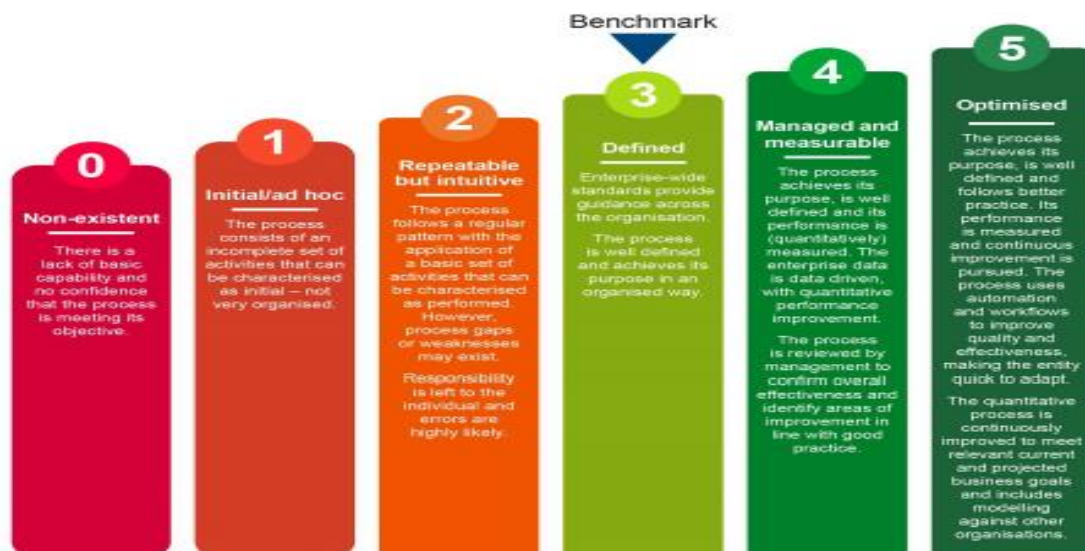 Benchmark
0
Non-existent
There is a
lack of basic
capability and
no confidence
that the process
is meeting its
objective.
1
Initial/ad hoc
The process
consists of an
incomplete set of
activities that can
be characterised
as initial – not
very organised.
2
Repeatable
but intuitive
The process
follows a regular
pattern with the
application of
a basic set of
activities that can
be characterised
as performed.
However,
process gaps
or weaknesses
may exist.
Responsibility
is left to the
individual and
errors are
highly likely.
3
Defined
Enterprise-wide
standards provide
guidance across
the organisation.
The process
is well defined
and achieves its
purpose in an
organised way.
4
Managed and
measurable
The process
achieves its
purpose, is well
defined and its
performance is
(quantitatively)
measured. The
enterprise data
is data driven,
with quantitative
performance
improvement.
The process
is reviewed by
management to
confirm overall
effectiveness and
identify areas of
improvement in
line with good
practice.
5
Optimised
The process
achieves its
purpose, is well
defined and
follows better
practice. Its
performance
is measured
and continuous
improvement is
pursued. The
process uses
automation
and workflows
to improve
quality and
effectiveness,
making the entity
quick to adapt.
The quantitative
process is
continuously
improved to meet
relevant current
and projected
business goals
and includes
modelling
against other
organisations.